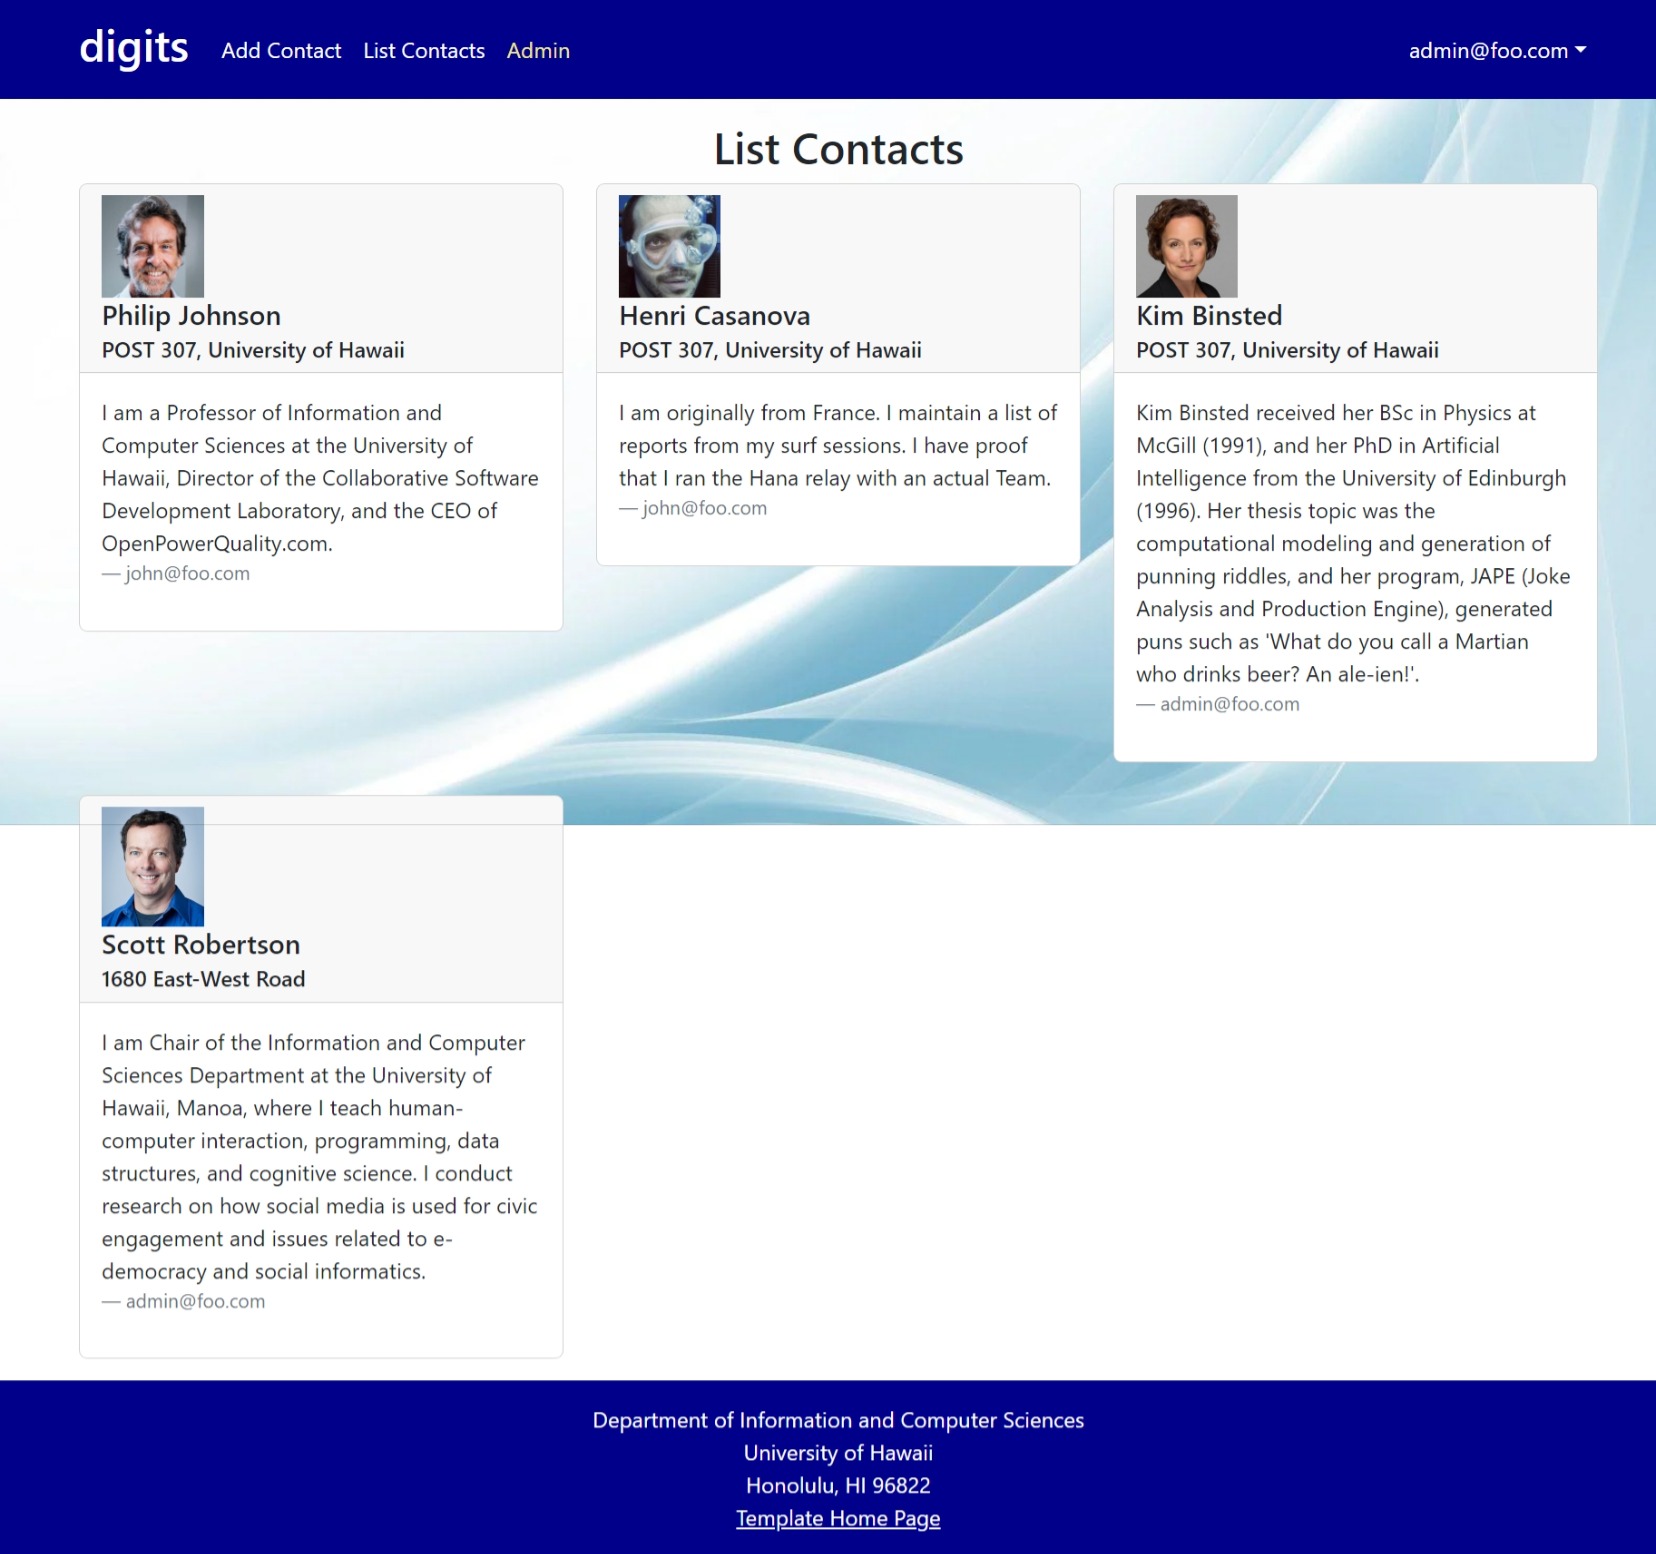 digits Add Contact List Contacts Admin admin@foo.com
List Contacts
Philip Johnson
POST 307, University of Hawaii
I am a Professor of Information and
Computer Sciences at the University of
Hawaii, Director of the Collaborative Software
Development Laboratory, and the CEO of
OpenPowerQuality.com.
— john@foo.com
Henri Casanova
POST 307, University of Hawaii
I am originally from France. I maintain a list of
reports from my surf sessions. I have proof
that I ran the Hana relay with an actual Team.
— john@foo.com
Kim Binsted
POST 307, University of Hawaii
Kim Binsted received her BSc in Physics at
McGill (1991), and her PhD in Artificial
Intelligence from the University of Edinburgh
(1996). Her thesis topic was the
computational modeling and generation of
punning riddles, and her program, JAPE (Joke
Analysis and Production Engine), generated
puns such as 'What do you call a Martian
who drinks beer? An ale-ien!'.
— admin@foo.com
Scott Robertson
1680 East-West Road
I am Chair of the Information and Computer
Sciences Department at the University of
Hawaii, Manoa, where I teach human-
computer interaction, programming, data
structures, and cognitive science. I conduct
research on how social media is used for civic
engagement and issues related to e-
democracy and social informatics.
— admin@foo.com
Department of Information and Computer Sciences
University of Hawaii
Honolulu, HI 96822
Template Home Page